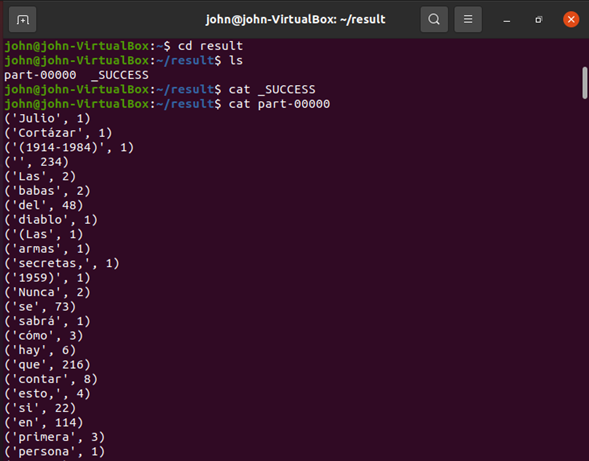 john@john-VirtualBox: ~/result
john@john-VirtualBox:~$ cd result
john@john-VirtualBox:~/result$ ls
part-00000  _SUCCESS
john@john-VirtualBox:~/result$ cat _SUCCESS
john@john-VirtualBox:~/result$ cat part-00000
('Julio', 1)
('Cortázar', 1)
('(1914-1984)', 1)
('', 234)
('Las', 2)
('babas', 2)
('del', 48)
('diablo', 1)
('(Las', 1)
('armas', 1)
('secretas,', 1)
('1959)', 1)
('Nunca', 2)
('se', 73)
('sabrá', 1)
('cómo', 3)
('hay', 6)
('que', 216)
('contar', 8)
('esto,', 4)
('si', 22)
('en', 114)
('primera', 3)
('persona', 1)